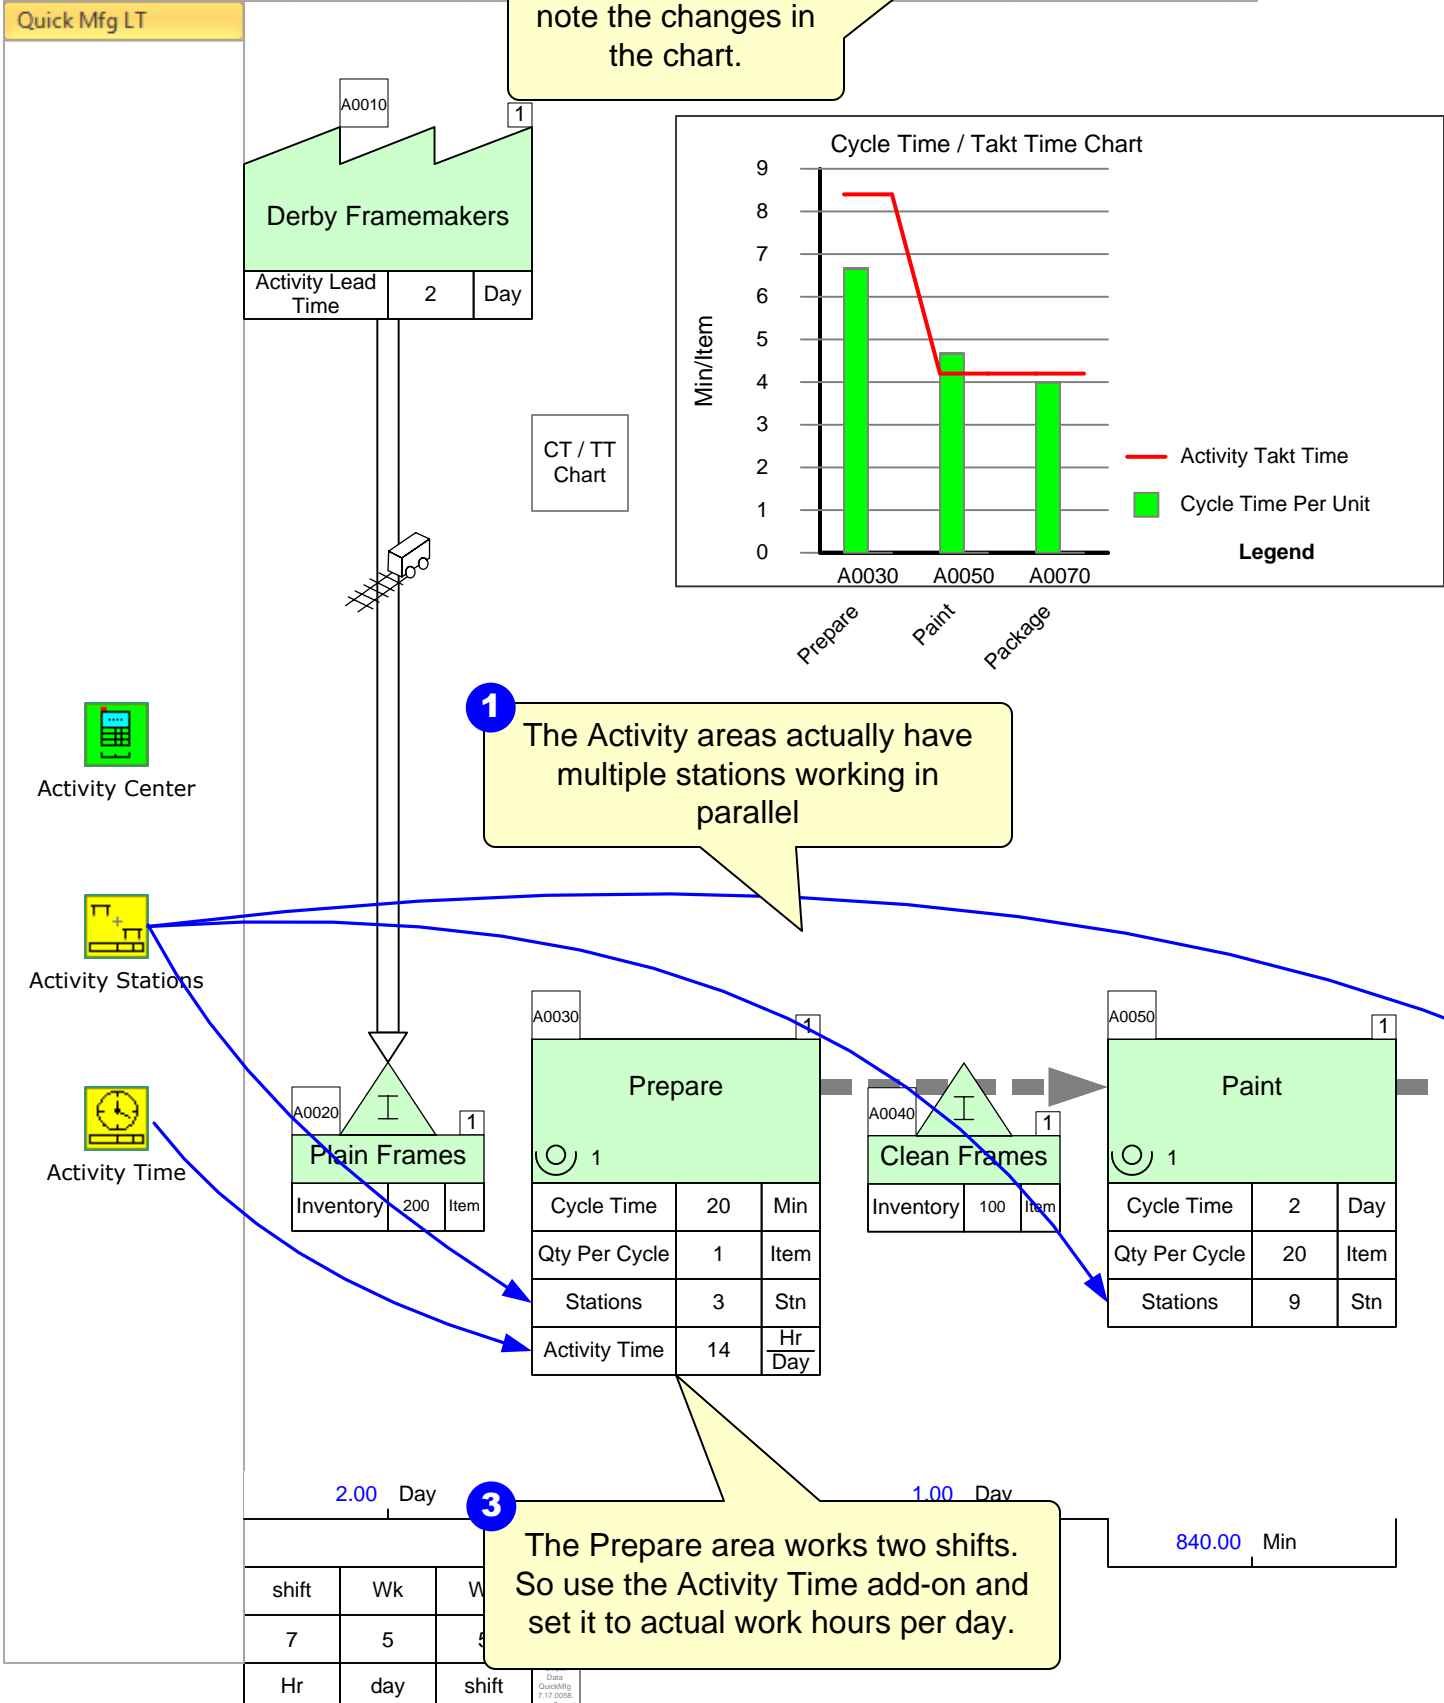 Quick Mfg LT
note the changes in
the chart.
A0010
1
Derby Framemakers
Activity Lead
Time
2
Day
Cycle Time / Takt Time Chart
9
8
7
6
5
4
3
2
1
0
Min/Item
A0030
A0050
A0070
Prepare
Paint
Package
Activity Takt Time
Cycle Time Per Unit
Legend
CT / TT
Chart
1
The Activity areas actually have
multiple stations working in
parallel
Activity Center
Activity Stations
Activity Time
A0020
1
Plain Frames
Inventory
200
Item
A0030
1
Prepare
1
Cycle Time
20
Min
Qty Per Cycle
1
Item
Stations
3
Stn
Activity Time
14
Hr
Day
A0040
1
Clean Frames
Inventory
100
Item
A0050
1
Paint
1
Cycle Time
2
Day
Qty Per Cycle
20
Item
Stations
9
Stn
2.00 Day
1.00 Day
840.00 Min
3
The Prepare area works two shifts.
So use the Activity Time add-on and
set it to actual work hours per day.
shift
Wk
7
5
Hr
day
shift
Data
QuickMfg
7.17.0058.